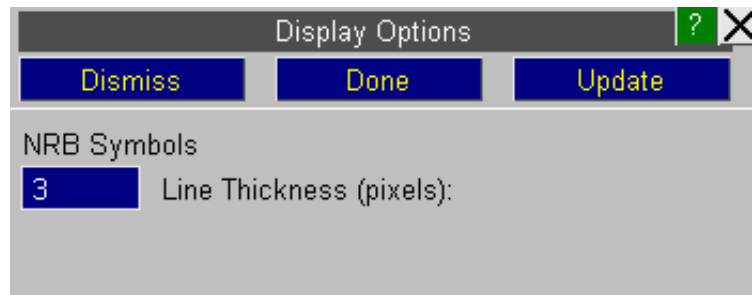 Display Options ? X
Dismiss Done Update
NRB Symbols
3 Line Thickness (pixels):